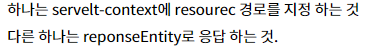 하나는 servelt-context에 resourec 경로를 지정 하는 것
다른 하나는 reponseEntity로 응답 하는 것.